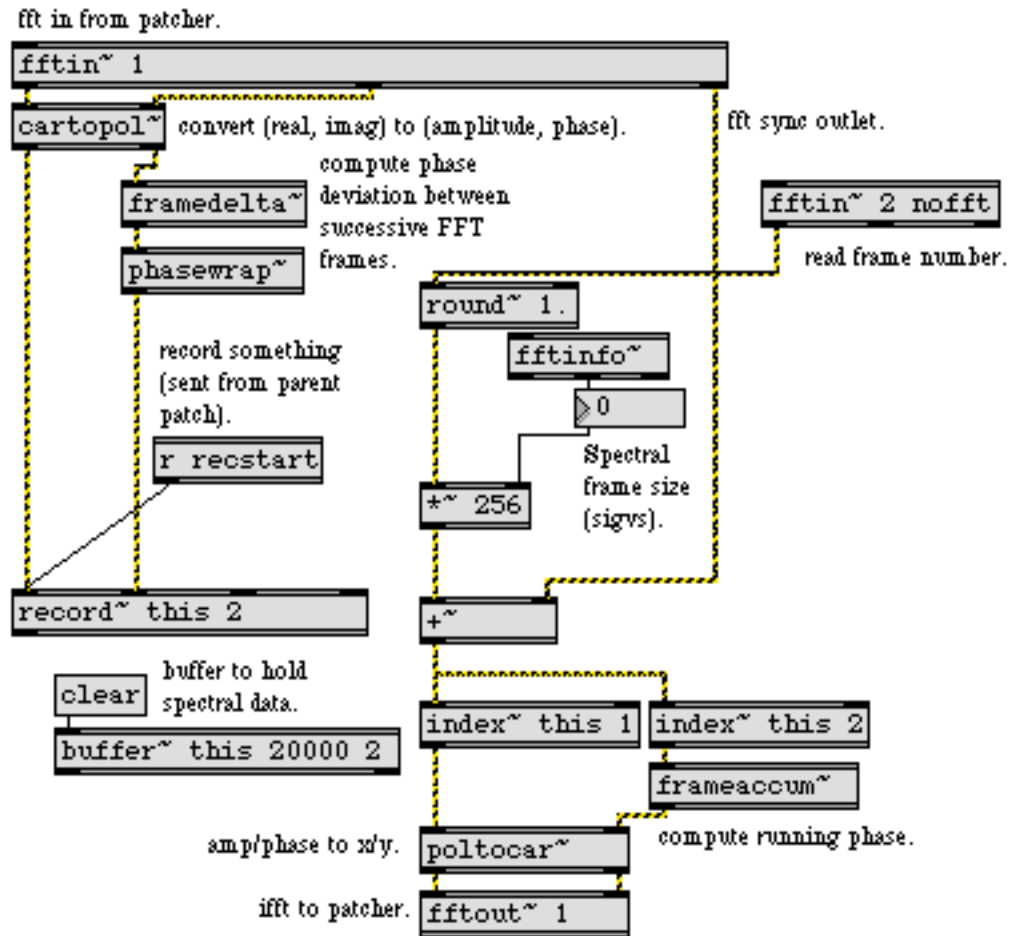 fft in from patcher.
fftin~ 1
cartopol~
convert (real, imag) to (amplitude, phase).
fft sync outlet.
compute phase
deviation between
successive FFT
frames.
framedelta~
fftin~ 2 nofft
phasewrap~
read frame number.
round~ 1.
fftinfo~
record something
(sent from parent
patch).
0
r recstart
Spectral
frame size
(sigvs).
*~ 256
record~ this 2
+~
buffer to hold
spectral data.
clear
buffer~ this 20000 2
index~ this 1
index~ this 2
frameaccum~
compute running phase.
amp/phase to x/y.
poltocar~
ifft to patcher.
fftout~ 1